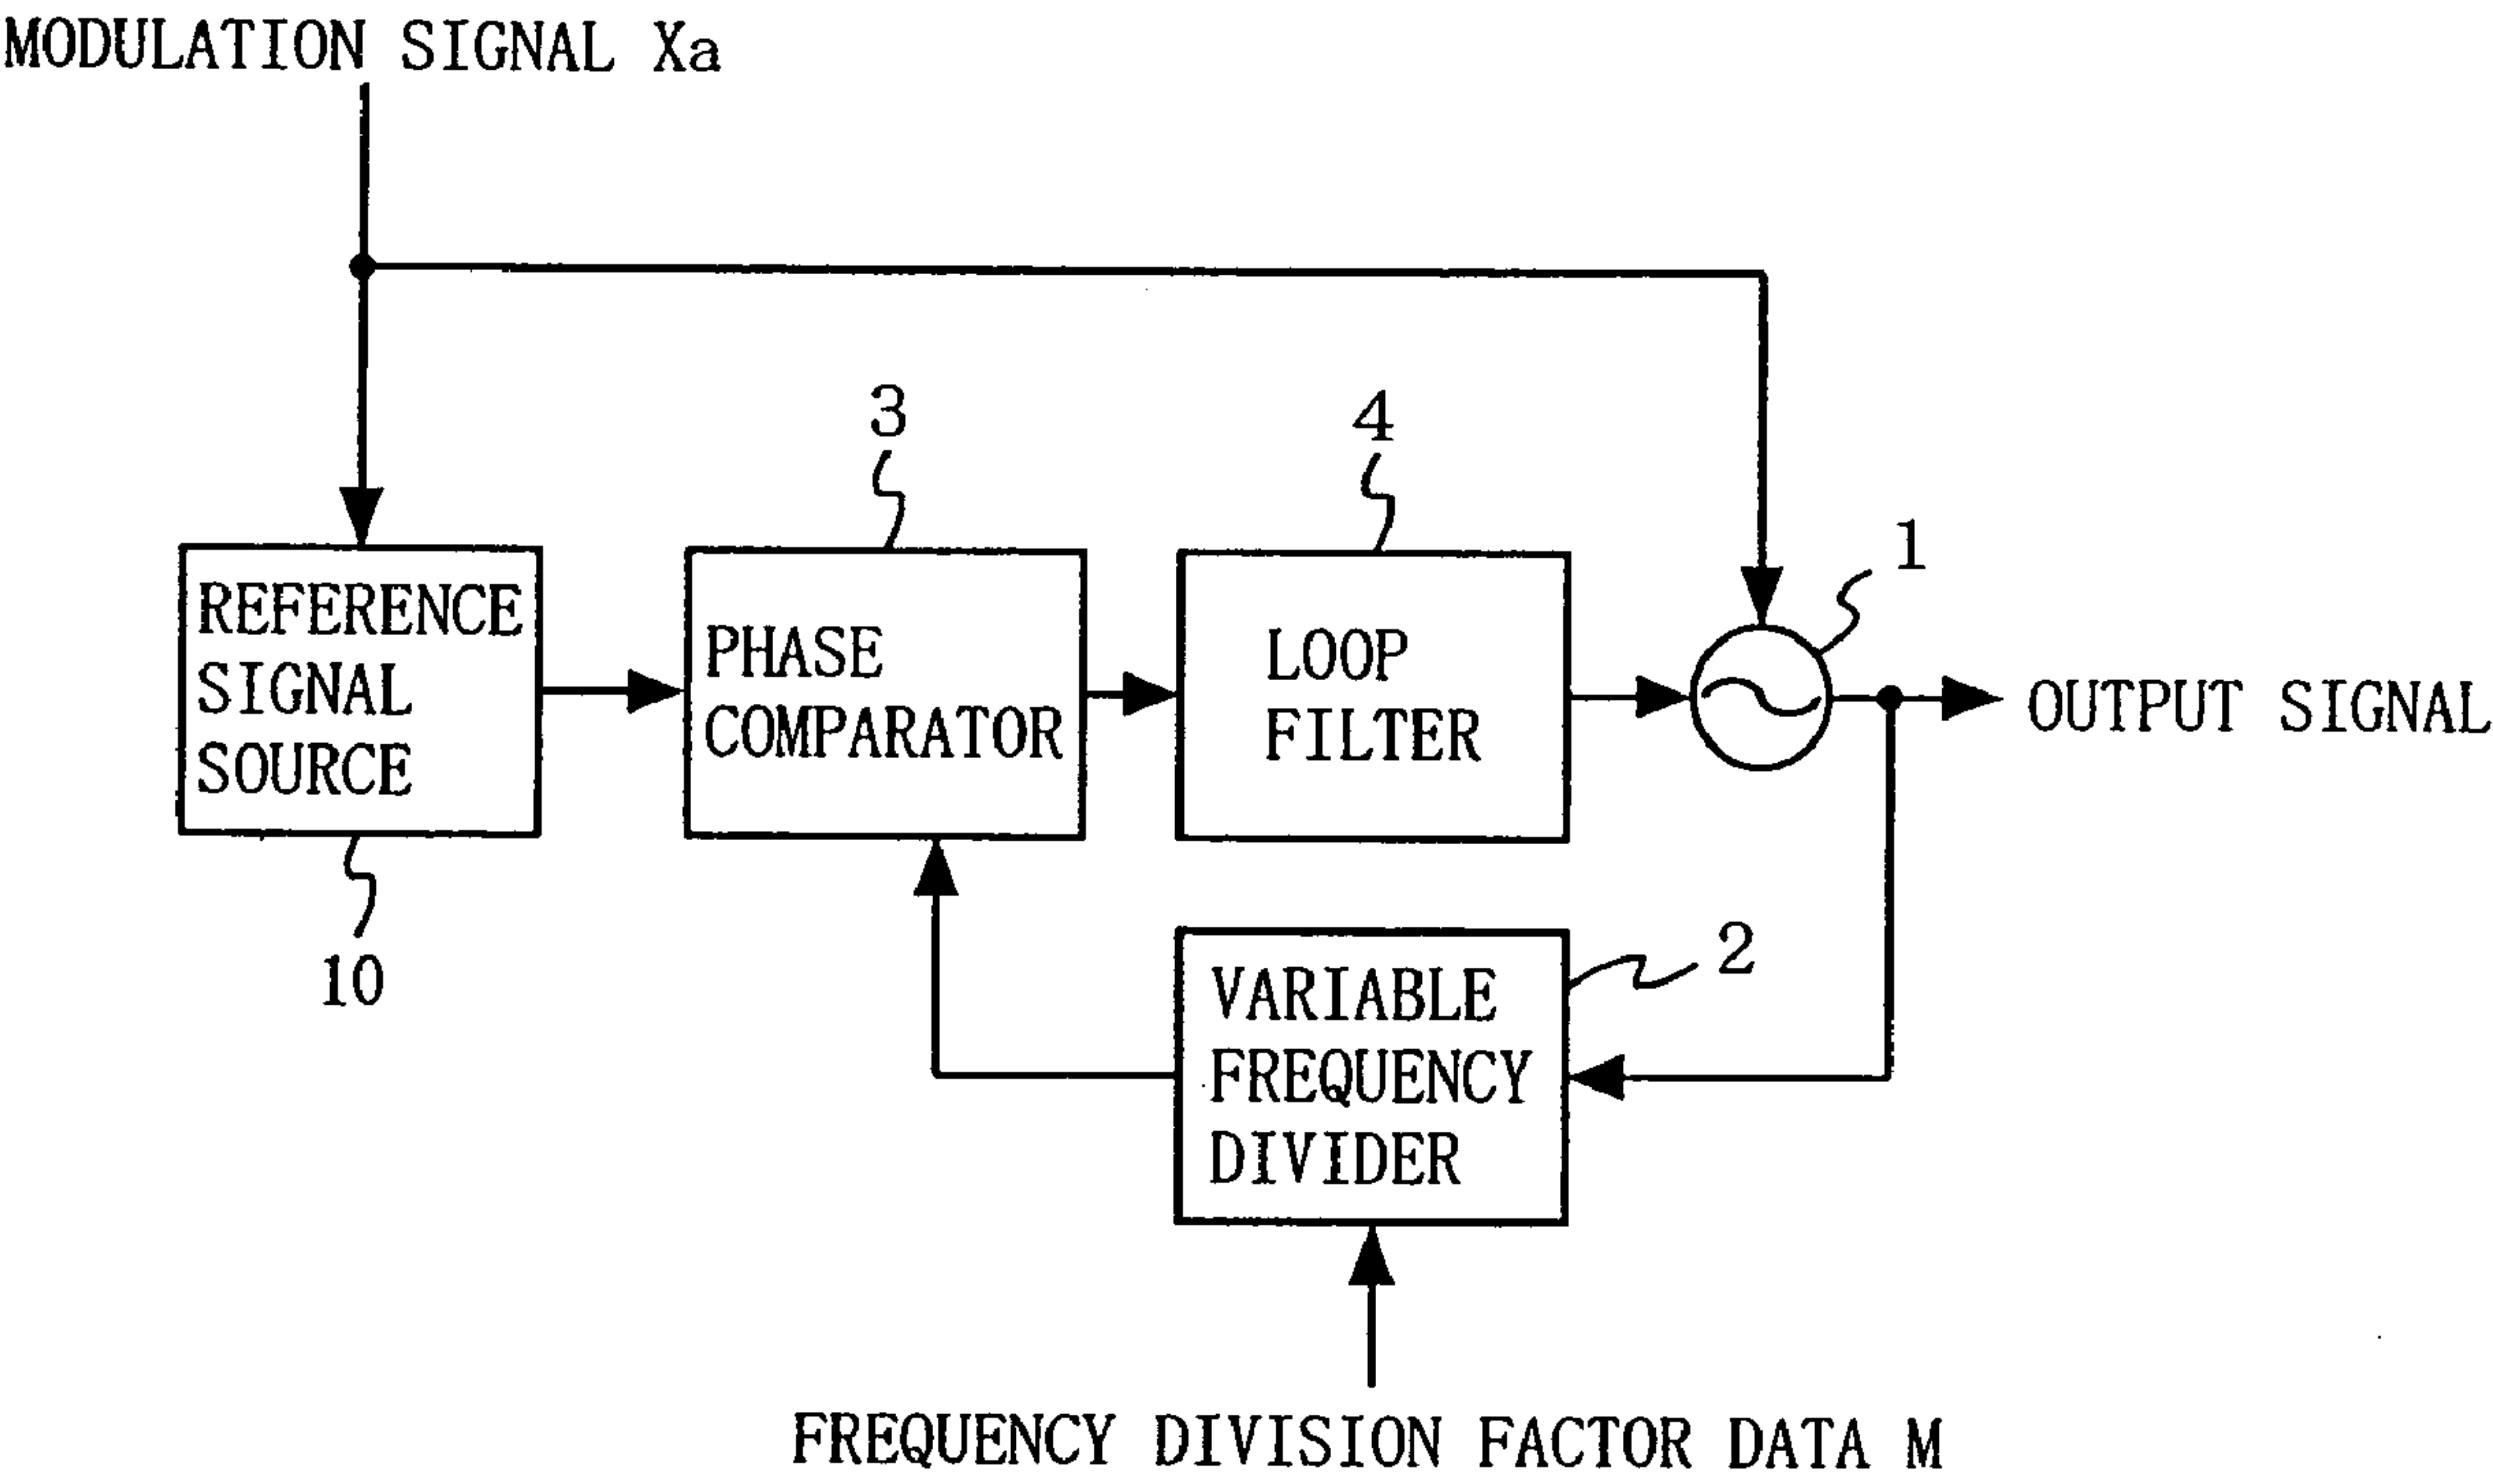 MODULATION SIGNAL Xa
3
4
1
REFERENCE
SIGNAL
SOURCE
PHASE
COMPARATOR
LOOP
FILTER
OUTPUT SIGNAL
10
2
VARIABLE
FREQUENCY
DIVIDER
FREQUENCY DIVISION FACTOR DATA M